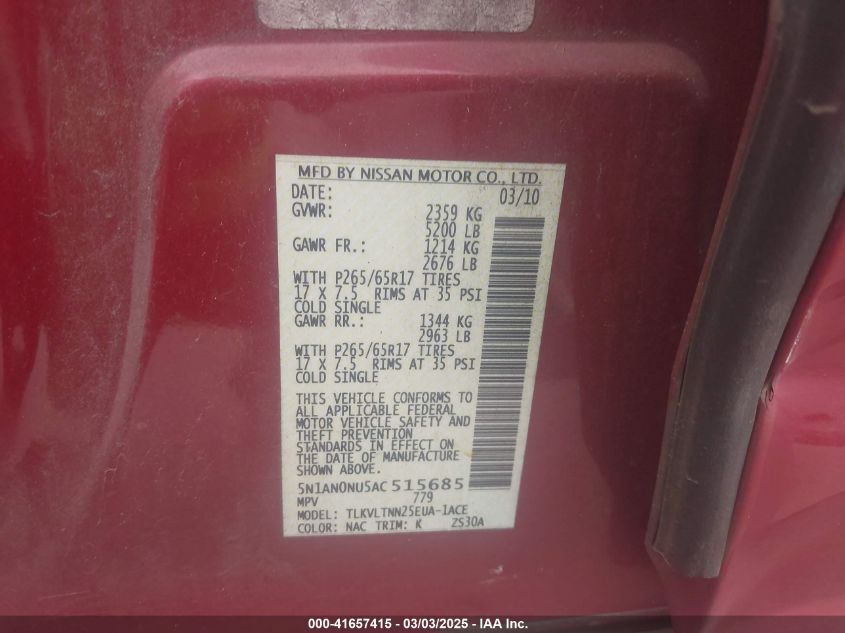 MFD BY NISSAN MOTOR CO., LTD.
DATE: 03/10
GVWR: 2359 KG
5200 LB
GAWR FR.: 1214 KG
2676 LB
WITH P265/65R17 TIRES
17 X 7.5 RIMS AT 35 PSI
COLD SINGLE
GAWR RR.: 1344 KG
2963 LB
WITH P265/65R17 TIRES
17 X 7.5 RIMS AT 35 PSI
COLD SINGLE
THIS VEHICLE CONFORMS TO
ALL APPLICABLE FEDERAL
MOTOR VEHICLE SAFETY AND
THEFT PREVENTION
STANDARDS IN EFFECT ON
THE DATE OF MANUFACTURE
SHOWN ABOVE.
5N1AN0NU5AC515685
MPV 779
MODEL: TLKVLTNN25EUA-1ACE
COLOR: NAC TRIM: K ZS30A
000-41657415 - 03/03/2025 - IAA Inc.